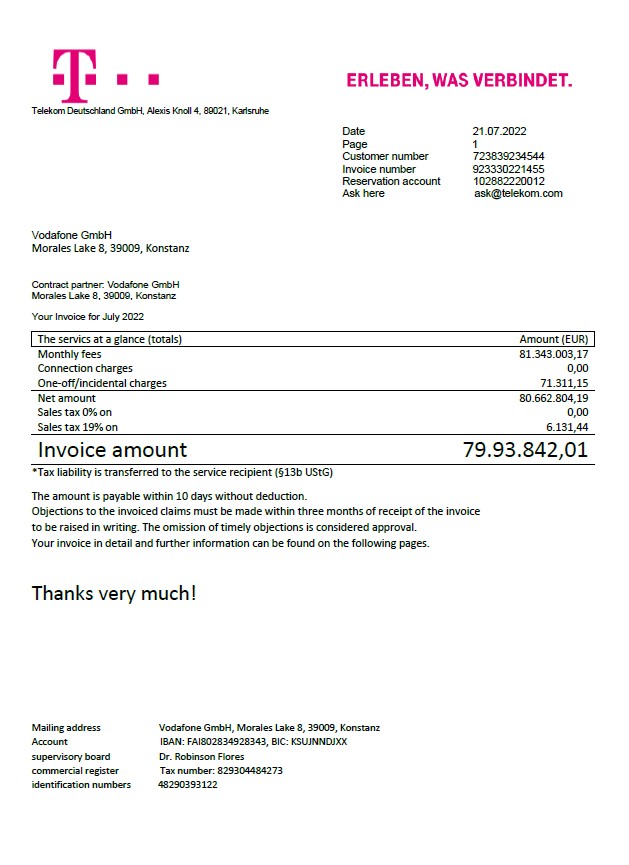 T
ERLEBEN, WAS VERBINDET.
Telekom Deutschland GmbH, Alexis Knoll 4, 89021, Karlsruhe
Date 21.07.2022
Page 1
Customer number 723839234544
Invoice number 923330221455
Reservation account 102882220012
Ask here ask@telekom.com
Vodafone GmbH
Morales Lake 8, 39009, Konstanz
Contract partner: Vodafone GmbH
Morales Lake 8, 39009, Konstanz
Your Invoice for July 2022
The servics at a glance (totals) Amount (EUR)
Monthly fees 81.343.003,17
Connection charges 0,00
One-off/incidental charges 71.311,15
Net amount 80.662.804,19
Sales tax 0% on 0,00
Sales tax 19% on 6.131,44
Invoice amount 79.93.842,01
*Tax liability is transferred to the service recipient (§13b UStG)
The amount is payable within 10 days without deduction.
Objections to the invoiced claims must be made within three months of receipt of the invoice
to be raised in writing. The omission of timely objections is considered approval.
Your invoice in detail and further information can be found on the following pages.
Thanks very much!
Mailing address Vodafone GmbH, Morales Lake 8, 39009, Konstanz
Account IBAN: FAI802834928343, BIC: KSUJNNDJXX
supervisory board Dr. Robinson Flores
commercial register Tax number: 829304484273
identification numbers 48290393122